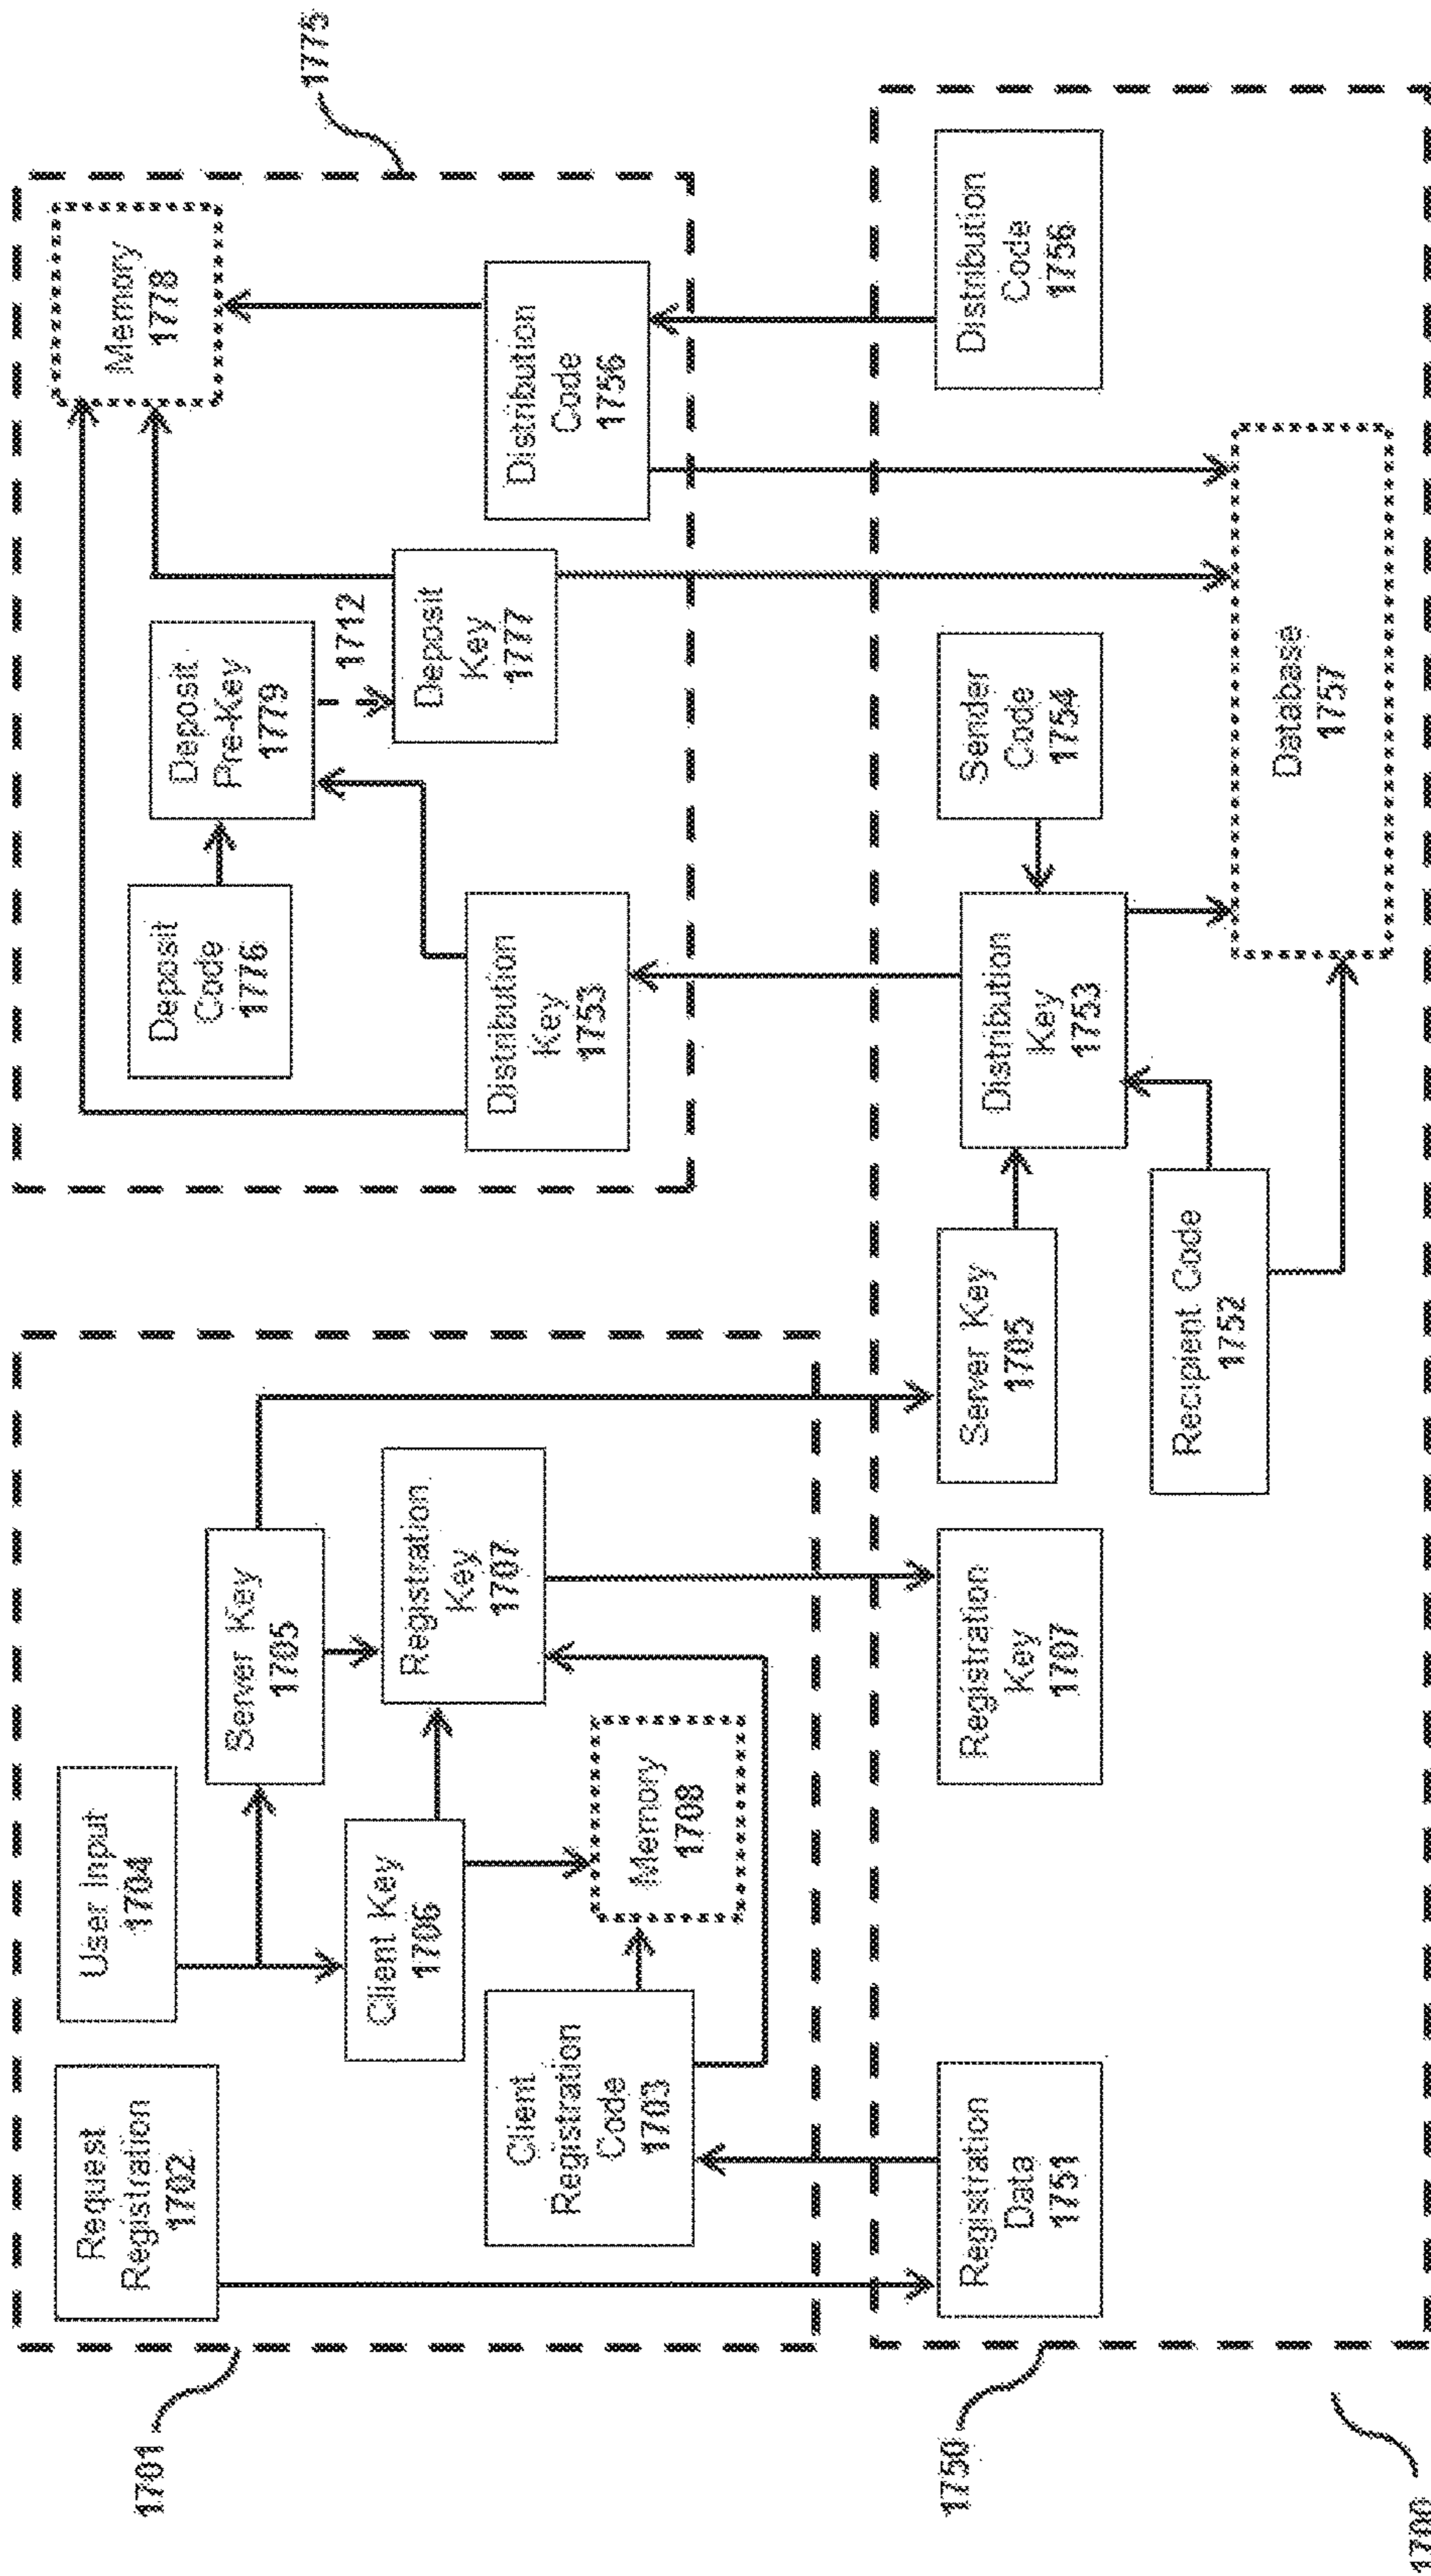 1701
Request
Registration
1702
User Input
1704
Server Key
1705
Client Key
1706
Registration
Key
1707
Client
Registration
Code
1703
Memory
1708
1775
Memory
1778
Deposit
Code
1776
Deposit
Pre-Key
1779
1712
Deposit
Key
1777
Distribution
Key
1753
Distribution
Code
1756
1750
Registration
Data
1751
Registration
Key
1707
Server Key
1705
Recipient Code
1752
Distribution
Key
1753
Sender
Code
1754
Distribution
Code
1756
Database
1757
1700